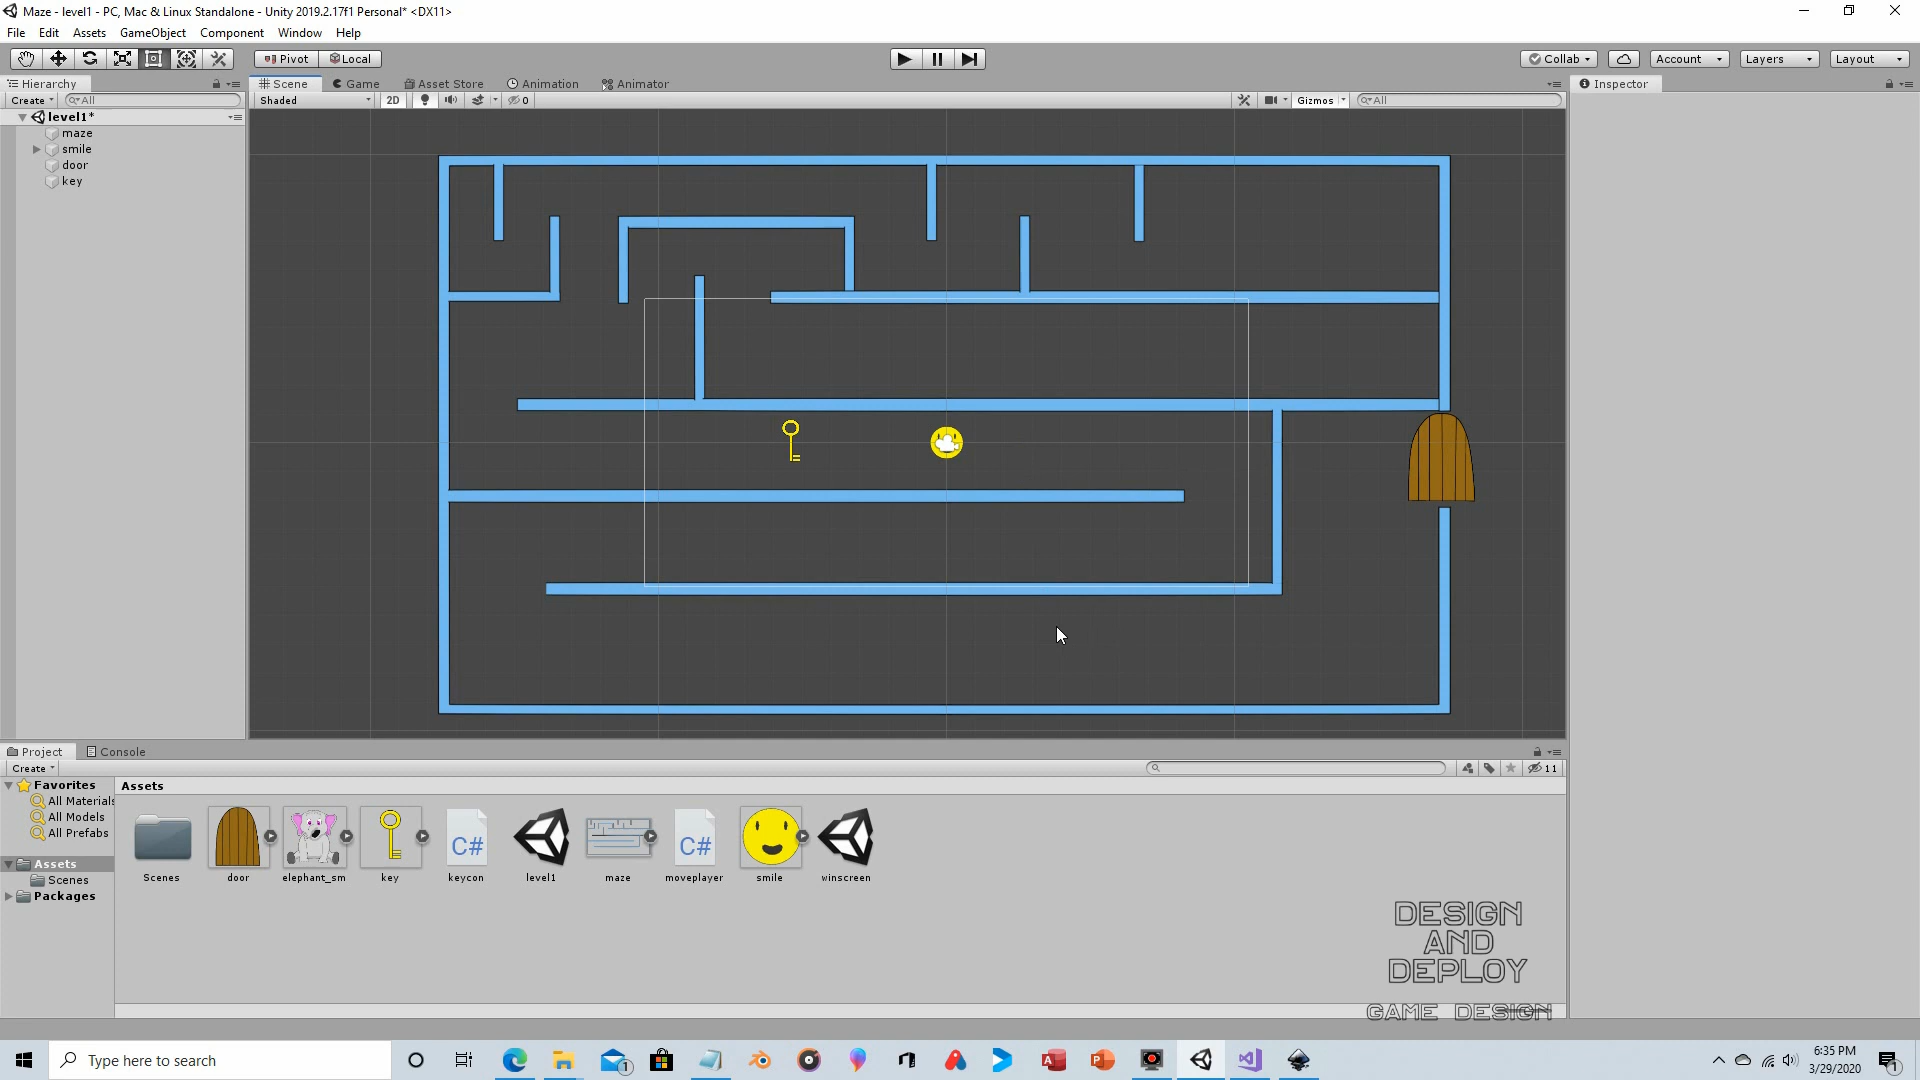 Maze - level1 - PC, Mac & Linux Standalone - Unity 2019.2.17f1 Personal* <DX11>
File Edit Assets GameObject Component Window Help
Pivot Local Collab Account Layers Layout
Hierarchy Scene Game Asset Store Animation Animator Inspector
Create All Shaded 2D 0 Gizmos All
level1*
maze
smile
door
key
Project Console
Create 11
Favorites
All Materials
All Models
All Prefabs
Assets
Scenes
Packages
Assets
Scenes door elephant_sm key keycon level1 maze moveplayer smile winscreen
C# C#
DESIGN
AND
DEPLOY
GAME DESIGN
Type here to search
6:35 PM
3/29/2020